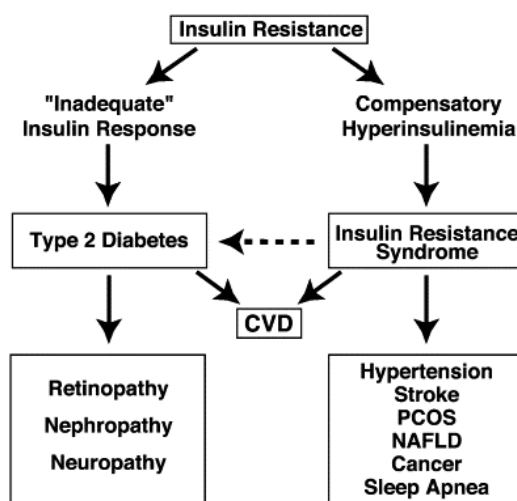 Insulin Resistance
"Inadequate"
Insulin Response
Compensatory
Hyperinsulinemia
Type 2 Diabetes
Insulin Resistance
Syndrome
CVD
Retinopathy
Nephropathy
Neuropathy
Hypertension
Stroke
PCOS
NAFLD
Cancer
Sleep Apnea